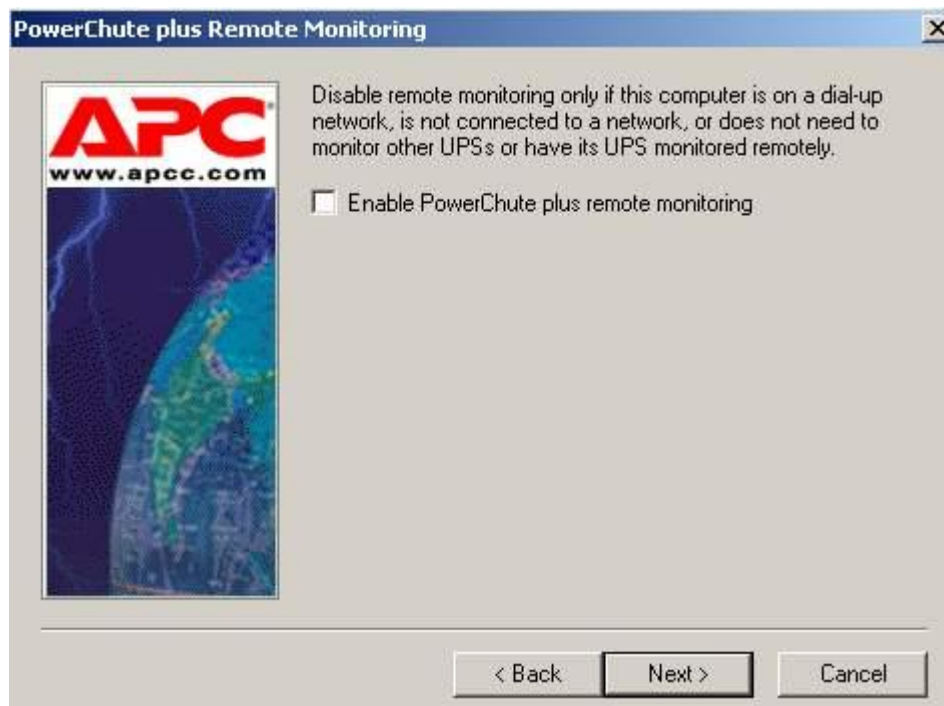 PowerChute plus Remote Monitoring
APC
www.apcc.com
Disable remote monitoring only if this computer is on a dial-up
network, is not connected to a network, or does not need to
monitor other UPSs or have its UPS monitored remotely.
Enable PowerChute plus remote monitoring
< Back
Next >
Cancel